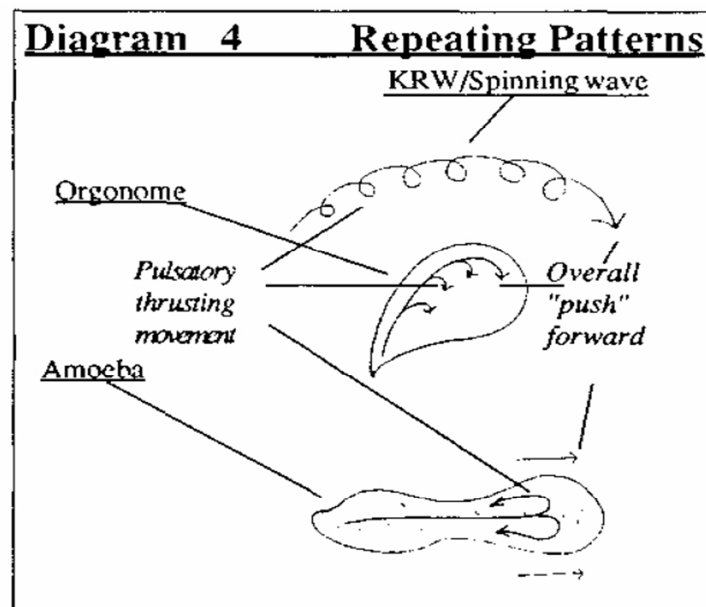 Diagram 4 Repeating Patterns
KRW/Spinning wave
Orgonome
Pulsatory
thrusting
movement
Overall
"push"
forward
Amoeba